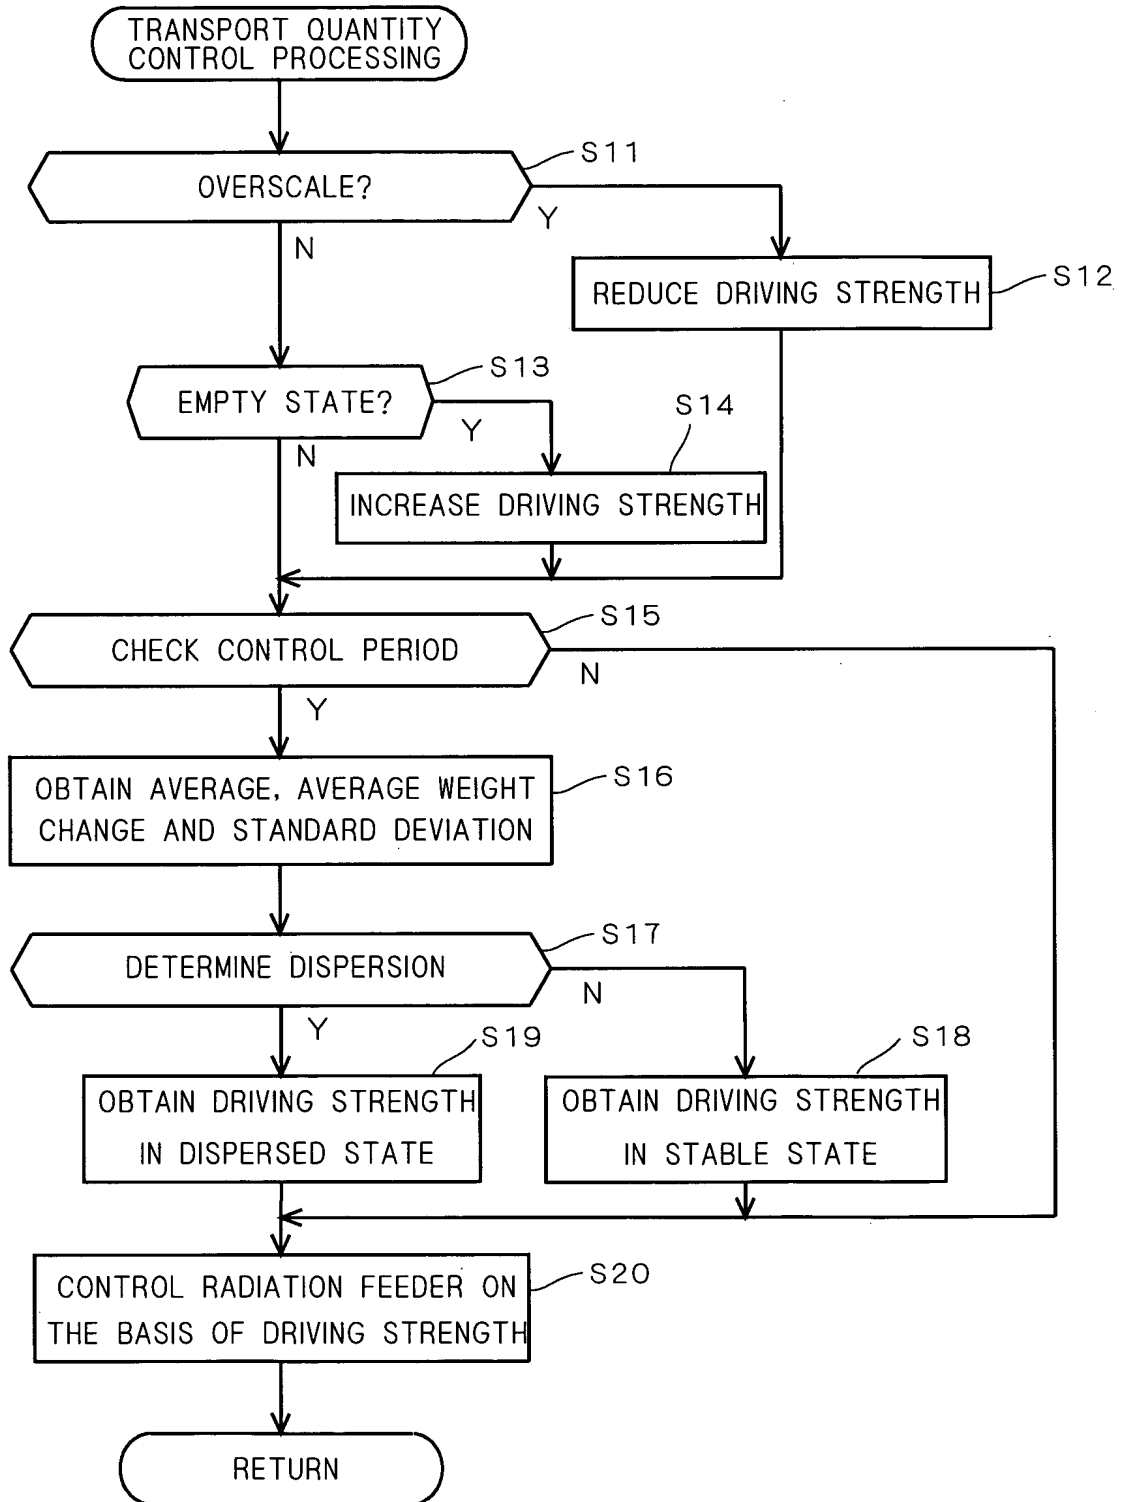 TRANSPORT QUANTITY
CONTROL PROCESSING
S11
OVERSCALE?
Y
N
S12
REDUCE DRIVING STRENGTH
S13
EMPTY STATE?
Y
N
S14
INCREASE DRIVING STRENGTH
S15
CHECK CONTROL PERIOD
N
Y
S16
OBTAIN AVERAGE, AVERAGE WEIGHT
CHANGE AND STANDARD DEVIATION
S17
DETERMINE DISPERSION
N
Y
S19
OBTAIN DRIVING STRENGTH
IN DISPERSED STATE
S18
OBTAIN DRIVING STRENGTH
IN STABLE STATE
S20
CONTROL RADIATION FEEDER ON
THE BASIS OF DRIVING STRENGTH
RETURN